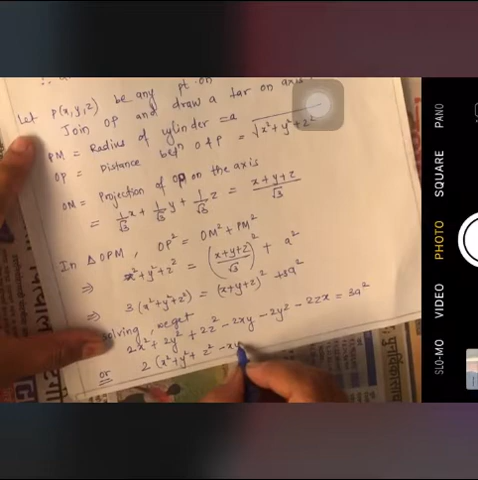 Let P(x,y,z) be any pt on
Join OP and draw a tar on axis
PM = Radius of cylinder = a
OP = Distance betn O & P = √x²+y²+z²
OM = Projection of OP on the axis
= 1/√3 x + 1/√3 y + 1/√3 z = x+y+z/√3
In △OPM, OP² = OM² + PM²
⇒ x²+y²+z² = (x+y+z/√3)² + a²
⇒ 3(x²+y²+z²) = (x+y+z)² + 3a²
solving, we get
2x² + 2y² + 2z² - 2xy - 2yz - 2zx = 3a²
or 2(x²+y²+z²-xy
SLO-MO VIDEO PHOTO SQUARE PANO